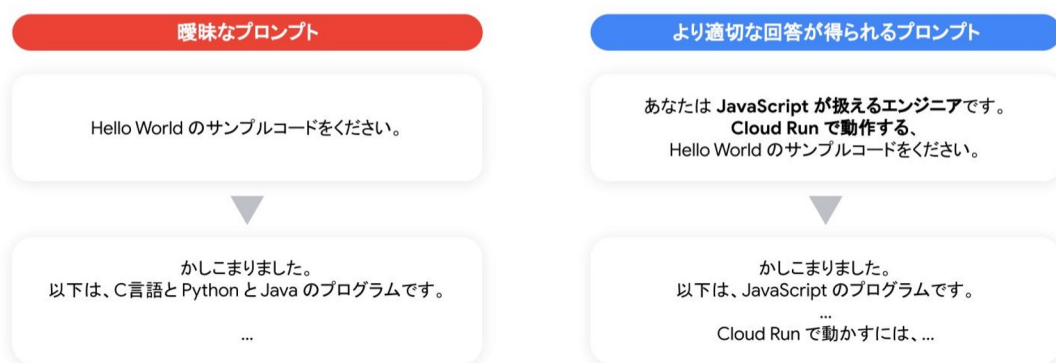 曖昧なプロンプト
Hello World のサンプルコードをください。
かしこまりました。
以下は、C言語と Python と Java のプログラムです。
...
より適切な回答が得られるプロンプト
あなたは JavaScript が扱えるエンジニアです。
Cloud Run で動作する、
Hello World のサンプルコードをください。
かしこまりました。
以下は、JavaScript のプログラムです。
...
Cloud Run で動かすには、...